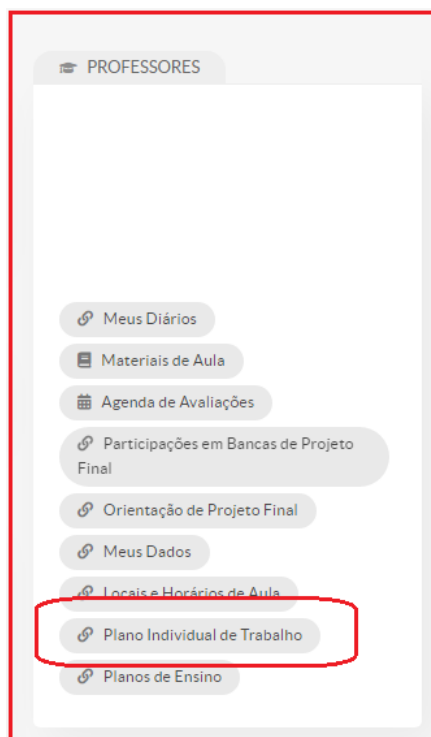 PROFESSORES
Meus Diários
Materiais de Aula
Agenda de Avaliações
Participações em Bancas de Projeto
Final
Orientação de Projeto Final
Meus Dados
Locais e Horários de Aula
Plano Individual de Trabalho
Planos de Ensino